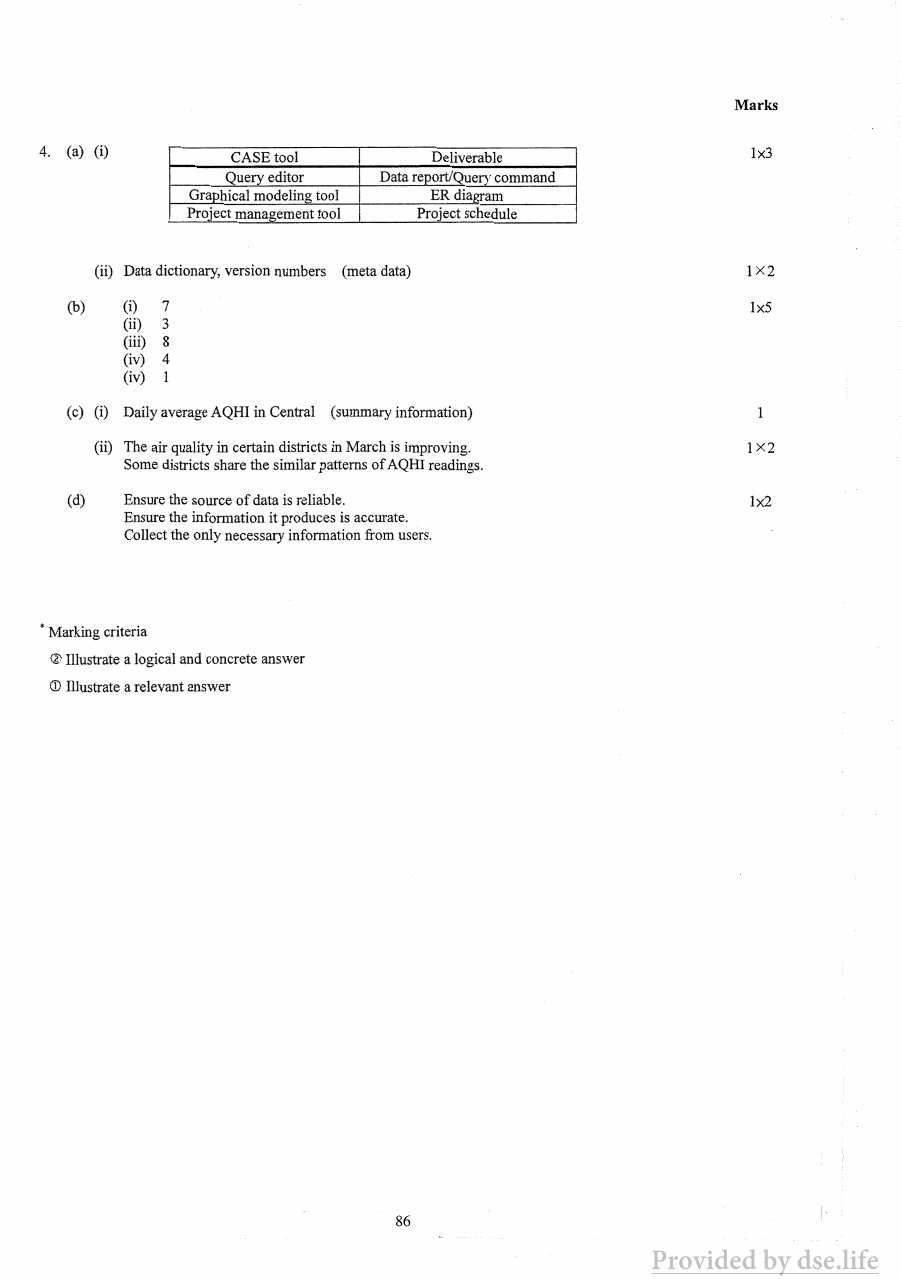 Marks
4. (a) (i) 1x3
CASE tool Deliverable
Query editor Data report/Query command
Graphical modeling tool ER diagram
Project management tool Project schedule
(ii) Data dictionary, version numbers (meta data) 1×2
(b) (i) 7 1x5
(ii) 3
(iii) 8
(iv) 4
(iv) 1
(c) (i) Daily average AQHI in Central (summary information) 1
(ii) The air quality in certain districts in March is improving. 1×2
Some districts share the similar patterns of AQHI readings.
(d) Ensure the source of data is reliable. 1x2
Ensure the information it produces is accurate.
Collect the only necessary information from users.
* Marking criteria
② Illustrate a logical and concrete answer
① Illustrate a relevant answer
86
Provided by dse.life